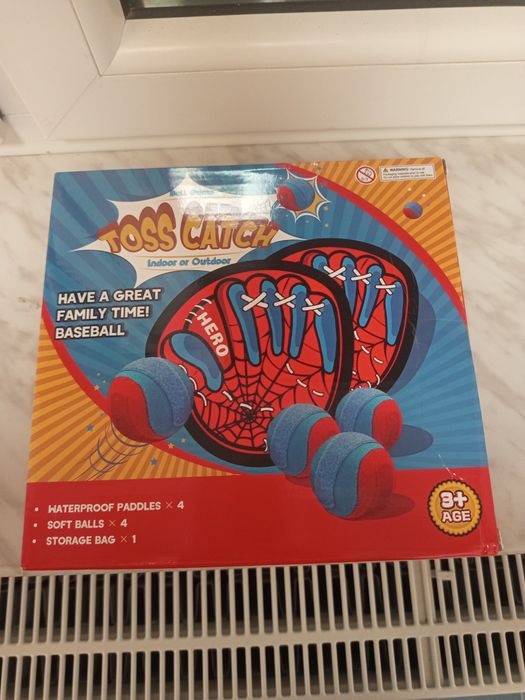 TOSS CATCH
Indoor or Outdoor
HAVE A GREAT
FAMILY TIME!
BASEBALL
HERO
• WATERPROOF PADDLES × 4
• SOFT BALLS × 4
• STORAGE BAG × 1
3+
AGE
WARNING: